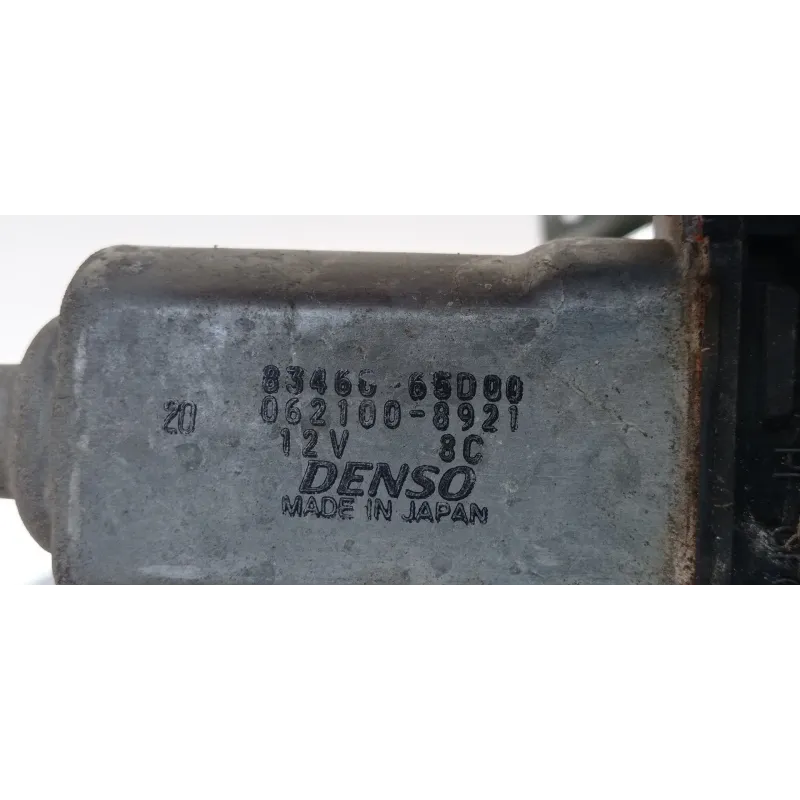 83460-65D00
20 062100-8921
12V 8C
DENSO
MADE IN JAPAN